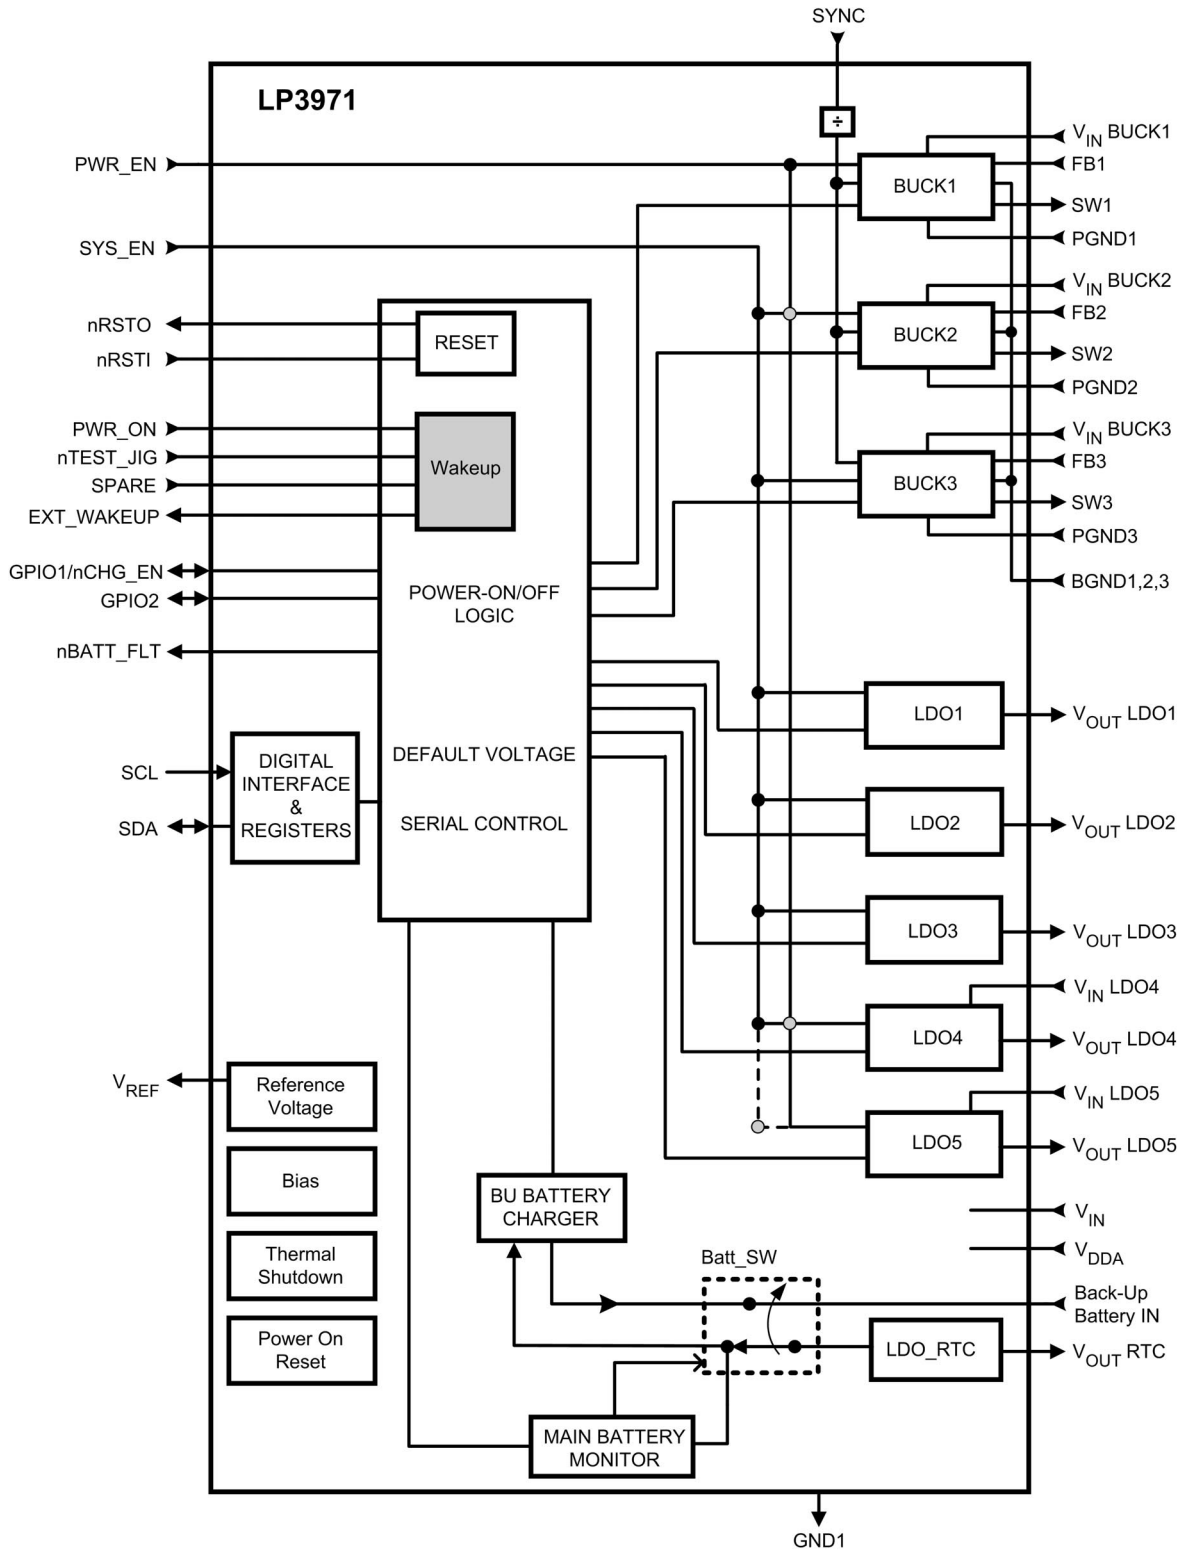 SYNC
LP3971
÷
PWR_EN
SYS_EN
nRSTO
nRSTI
PWR_ON
nTEST_JIG
SPARE
EXT_WAKEUP
GPIO1/nCHG_EN
GPIO2
nBATT_FLT
SCL
SDA
VREF
RESET
Wakeup
POWER-ON/OFF
LOGIC
DEFAULT VOLTAGE
SERIAL CONTROL
DIGITAL
INTERFACE
&
REGISTERS
Reference
Voltage
Bias
Thermal
Shutdown
Power On
Reset
BU BATTERY
CHARGER
Batt_SW
MAIN BATTERY
MONITOR
BUCK1
VIN BUCK1
FB1
SW1
PGND1
BUCK2
VIN BUCK2
FB2
SW2
PGND2
BUCK3
VIN BUCK3
FB3
SW3
PGND3
BGND1,2,3
LDO1
VOUT LDO1
LDO2
VOUT LDO2
LDO3
VOUT LDO3
VIN LDO4
LDO4
VOUT LDO4
VIN LDO5
LDO5
VOUT LDO5
VIN
VDDA
Back-Up
Battery IN
LDO_RTC
VOUT RTC
GND1